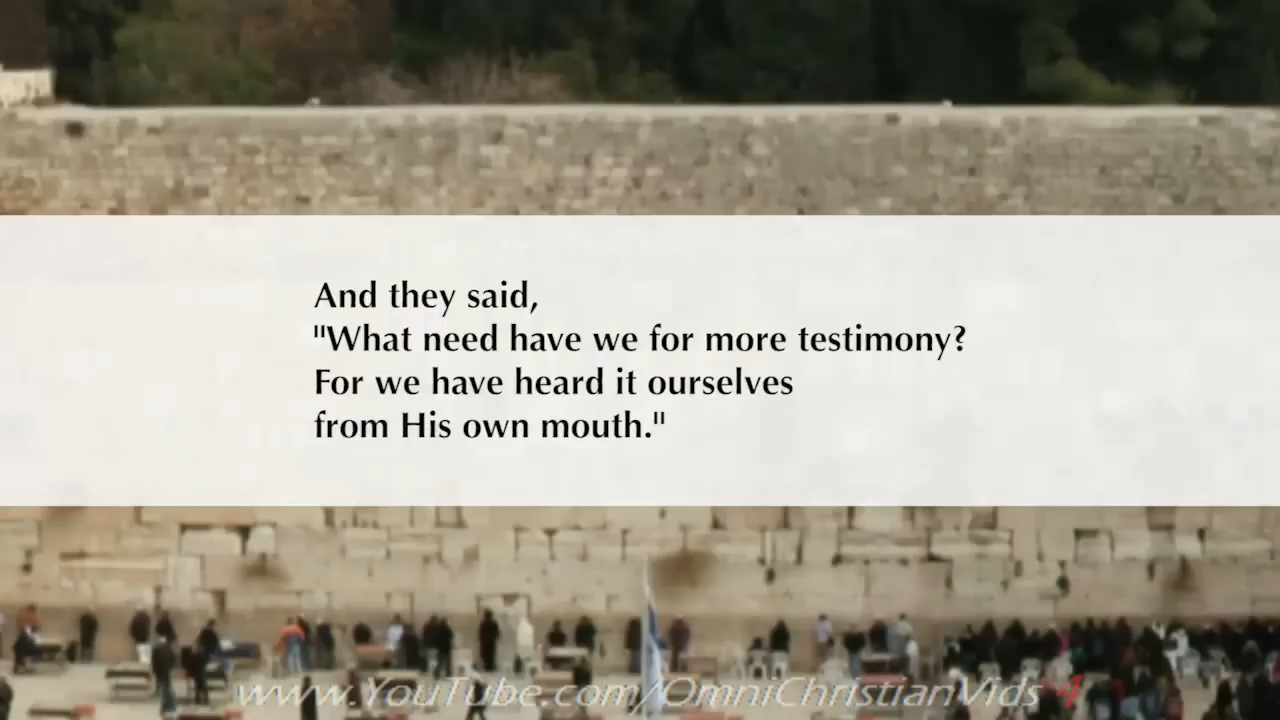 And they said,
"What need have we for more testimony?
For we have heard it ourselves
from His own mouth."
www.YouTube.com/OmniChristianVids